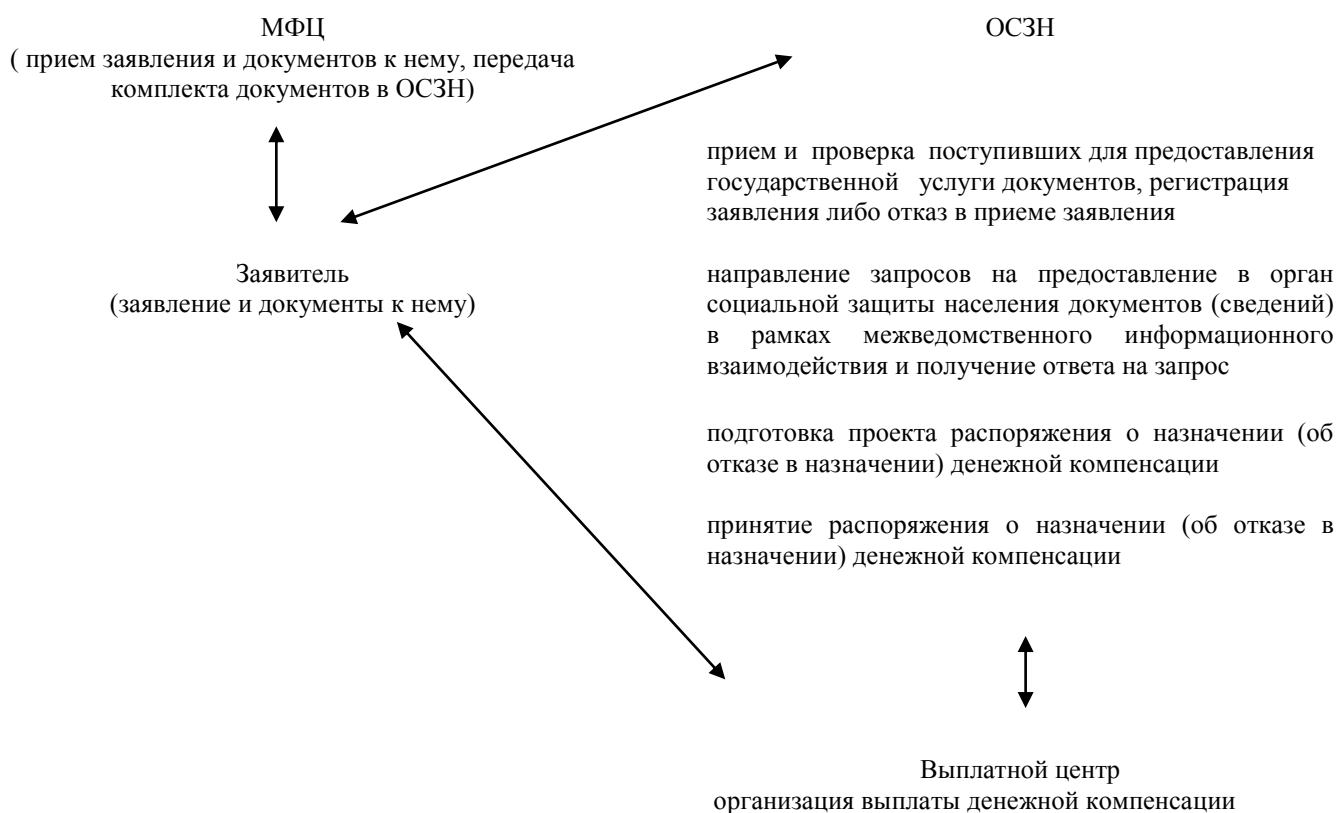 МФЦ
( прием заявления и документов к нему, передача
комплекта документов в ОСЗН)
Заявитель
(заявление и документы к нему)
ОСЗН
прием и проверка поступивших для предоставления
государственной услуги документов, регистрация
заявления либо отказ в приеме заявления
направление запросов на предоставление в орган
социальной защиты населения документов (сведений)
в рамках межведомственного информационного
взаимодействия и получение ответа на запрос
подготовка проекта распоряжения о назначении (об
отказе в назначении) денежной компенсации
принятие распоряжения о назначении (об отказе в
назначении) денежной компенсации
Выплатной центр
организация выплаты денежной компенсации